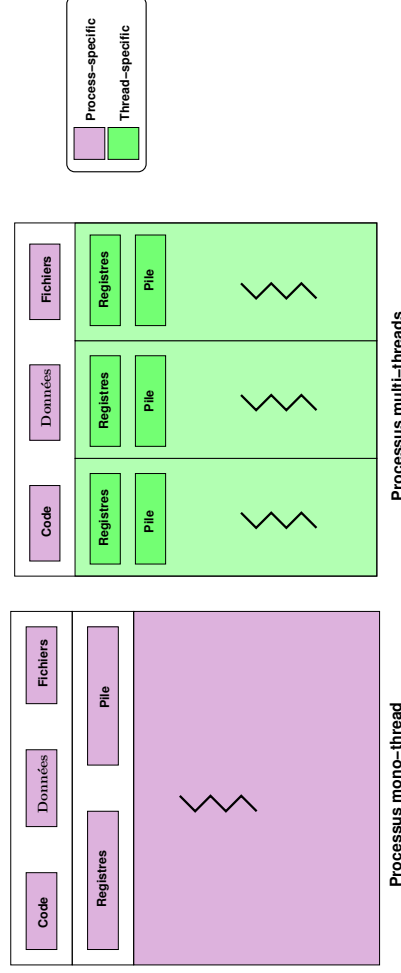 Code
Données
Fichiers
Registres
Pile
Processus mono–thread
Code
Données
Fichiers
Registres
Registres
Registres
Pile
Pile
Pile
Processus multi–threads
Process–specific
Thread–specific